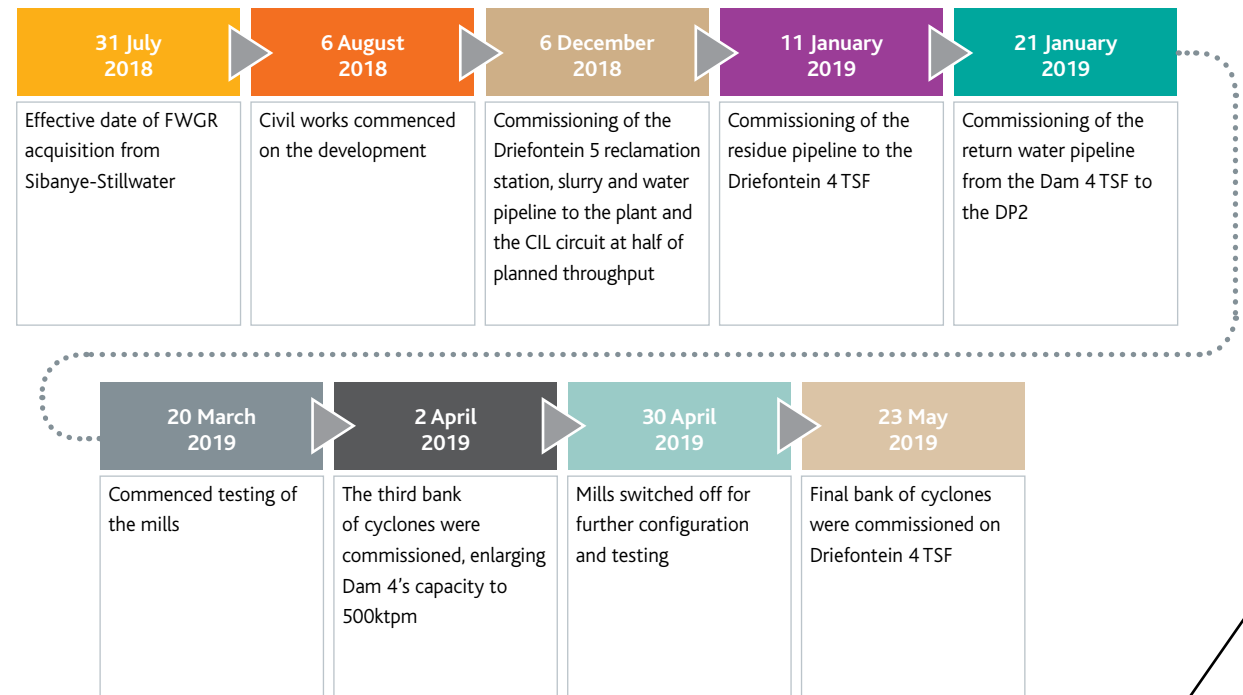 31 July
2018
Effective date of FWGR
acquisition from
Sibanye-Stillwater
6 August
2018
Civil works commenced
on the development
6 December
2018
Commissioning of the
Driefontein 5 reclamation
station, slurry and water
pipeline to the plant and
the CIL circuit at half of
planned throughput
11 January
2019
Commissioning of the
residue pipeline to the
Driefontein 4 TSF
21 January
2019
Commissioning of the
return water pipeline
from the Dam 4 TSF to
the DP2
20 March
2019
Commenced testing of
the mills
2 April
2019
The third bank
of cyclones were
commissioned, enlarging
Dam 4's capacity to
500ktpm
30 April
2019
Mills switched off for
further configuration
and testing
23 May
2019
Final bank of cyclones
were commissioned on
Driefontein 4 TSF